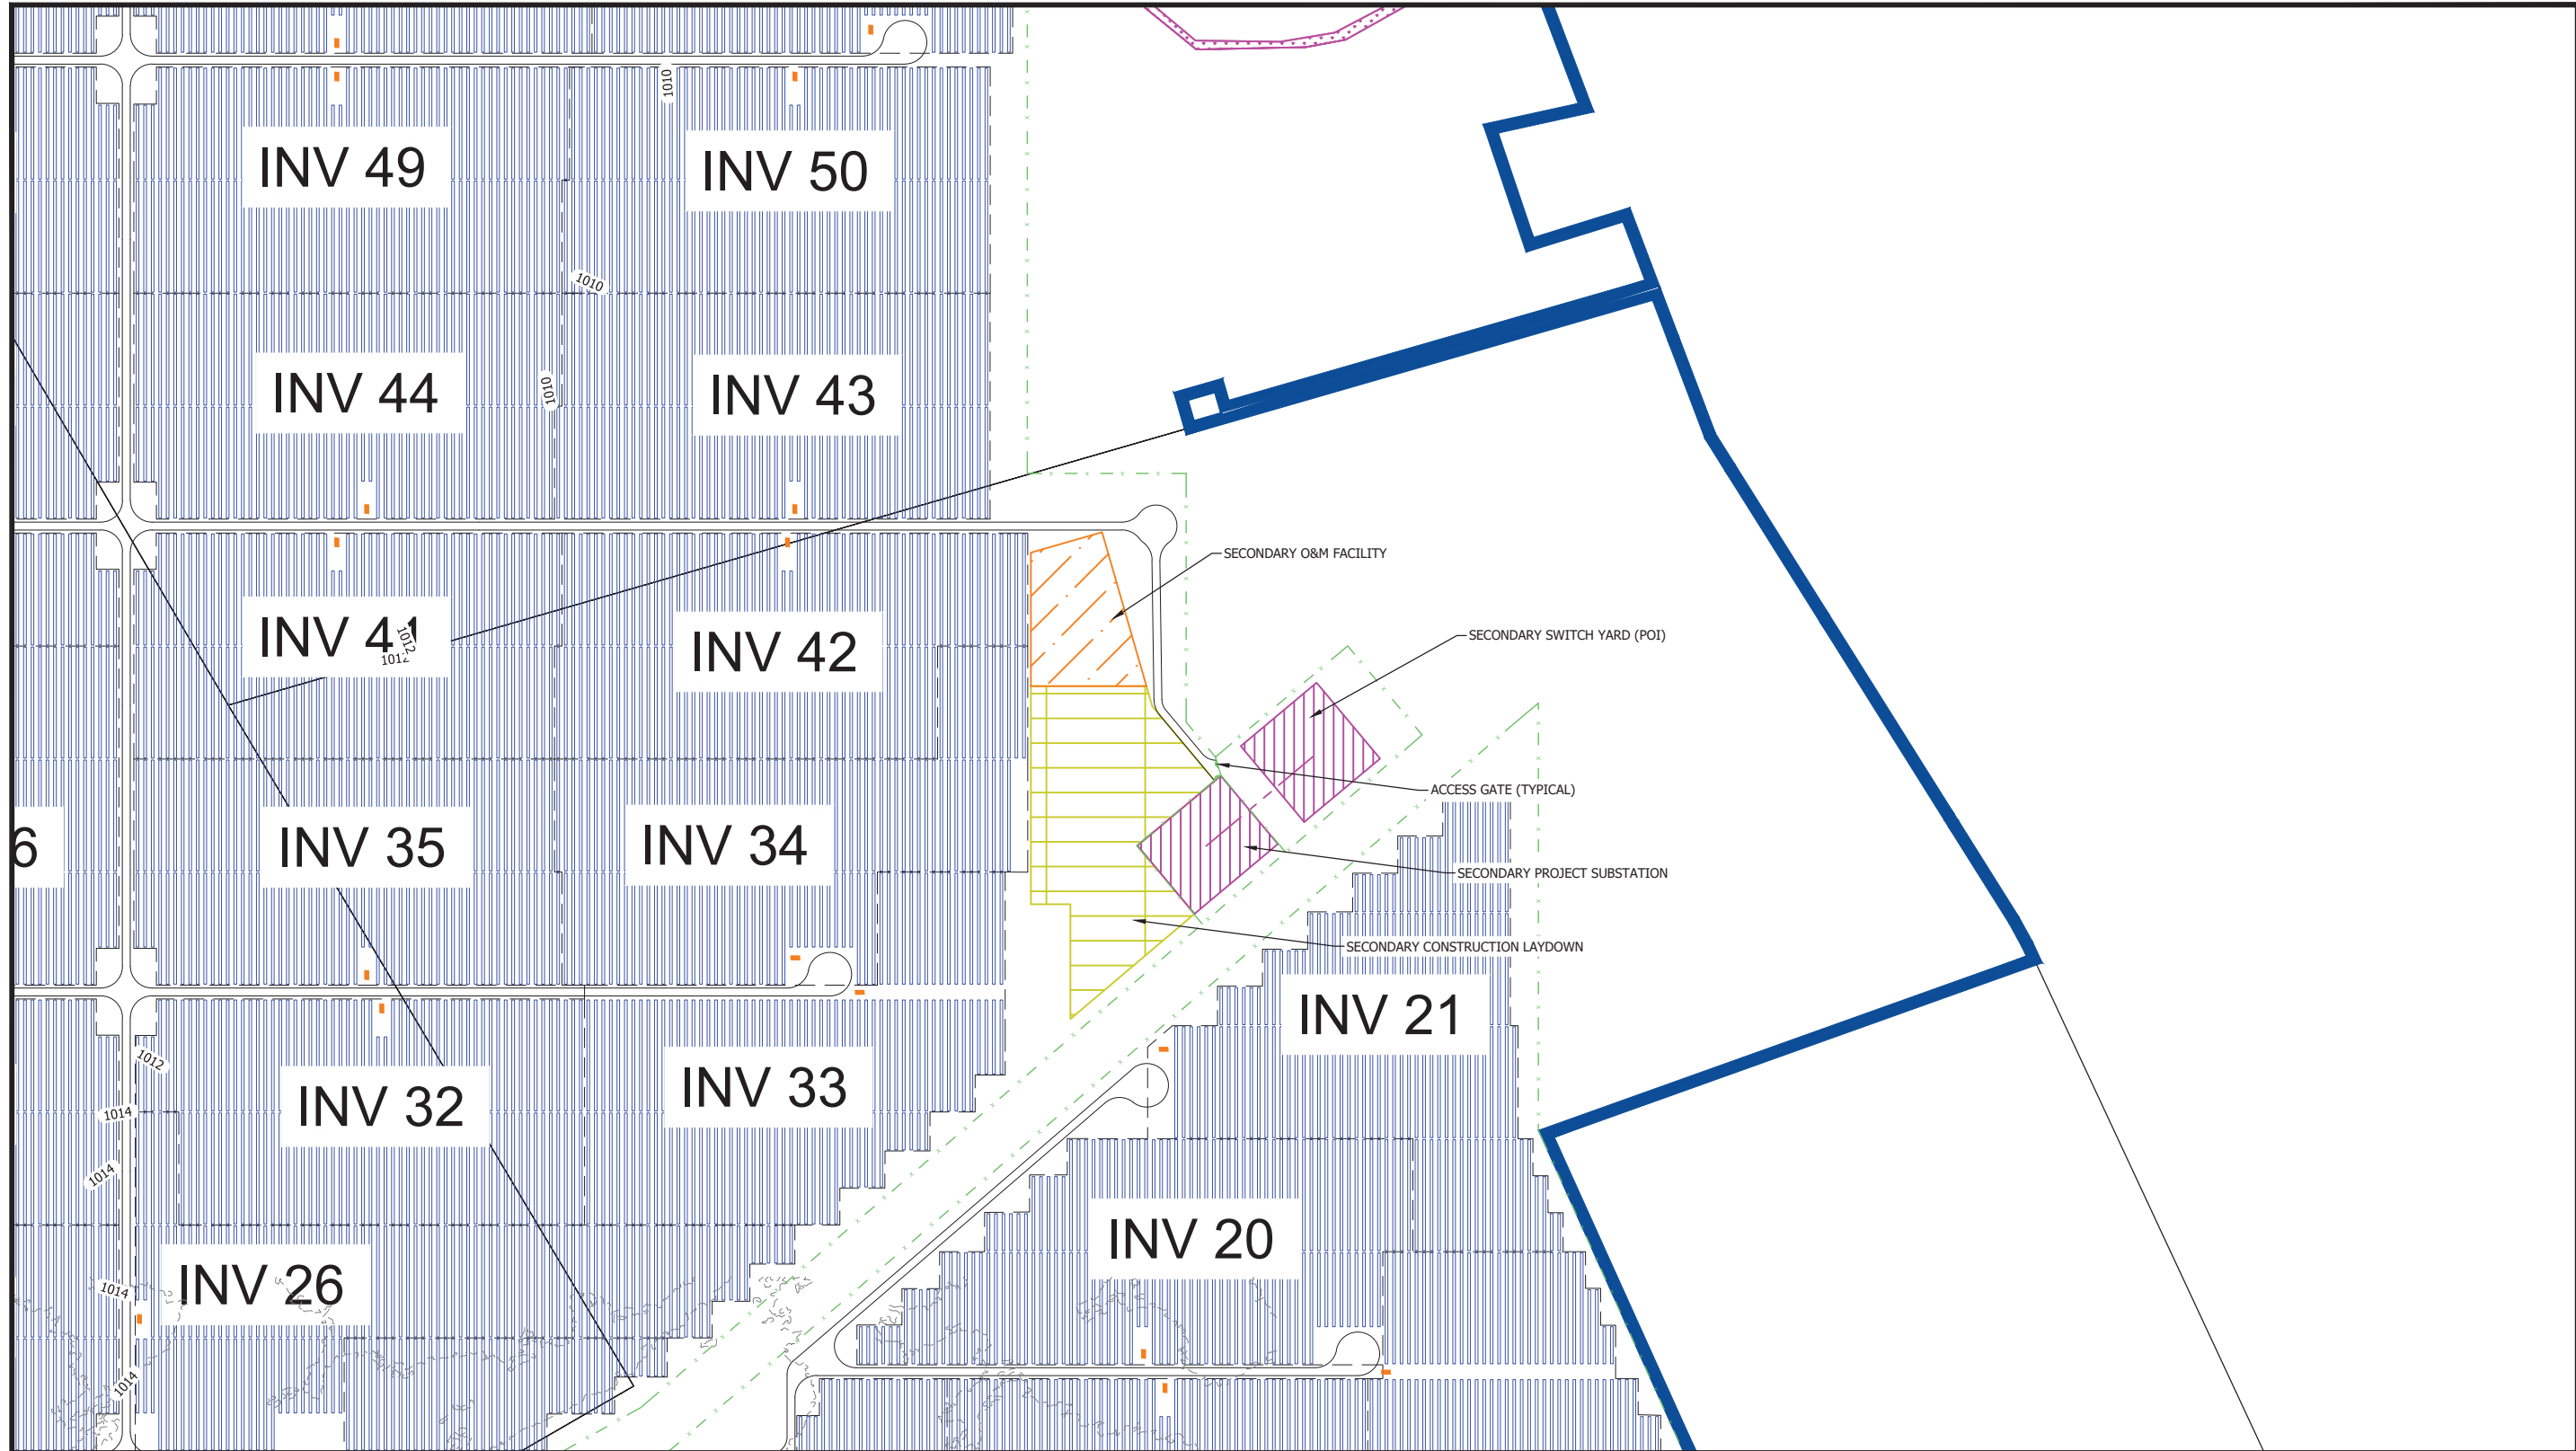 1010
INV 49
INV 50
1010
INV 44
1010
INV 43
SECONDARY O&M FACILITY
INV 41
1012
1012
INV 42
SECONDARY SWITCH YARD (POI)
ACCESS GATE (TYPICAL)
6
INV 35
INV 34
SECONDARY PROJECT SUBSTATION
SECONDARY CONSTRUCTION LAYDOWN
INV 21
1012
INV 32
INV 33
1014
1014
INV 20
INV 26
1014
1014